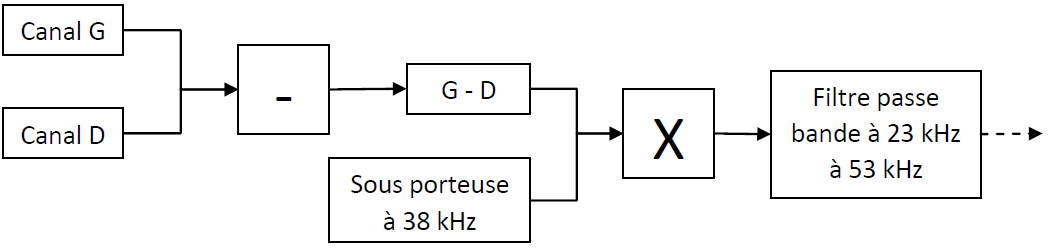 Canal G
Canal D
-
G - D
Sous porteuse
à 38 kHz
X
Filtre passe
bande à 23 kHz
à 53 kHz